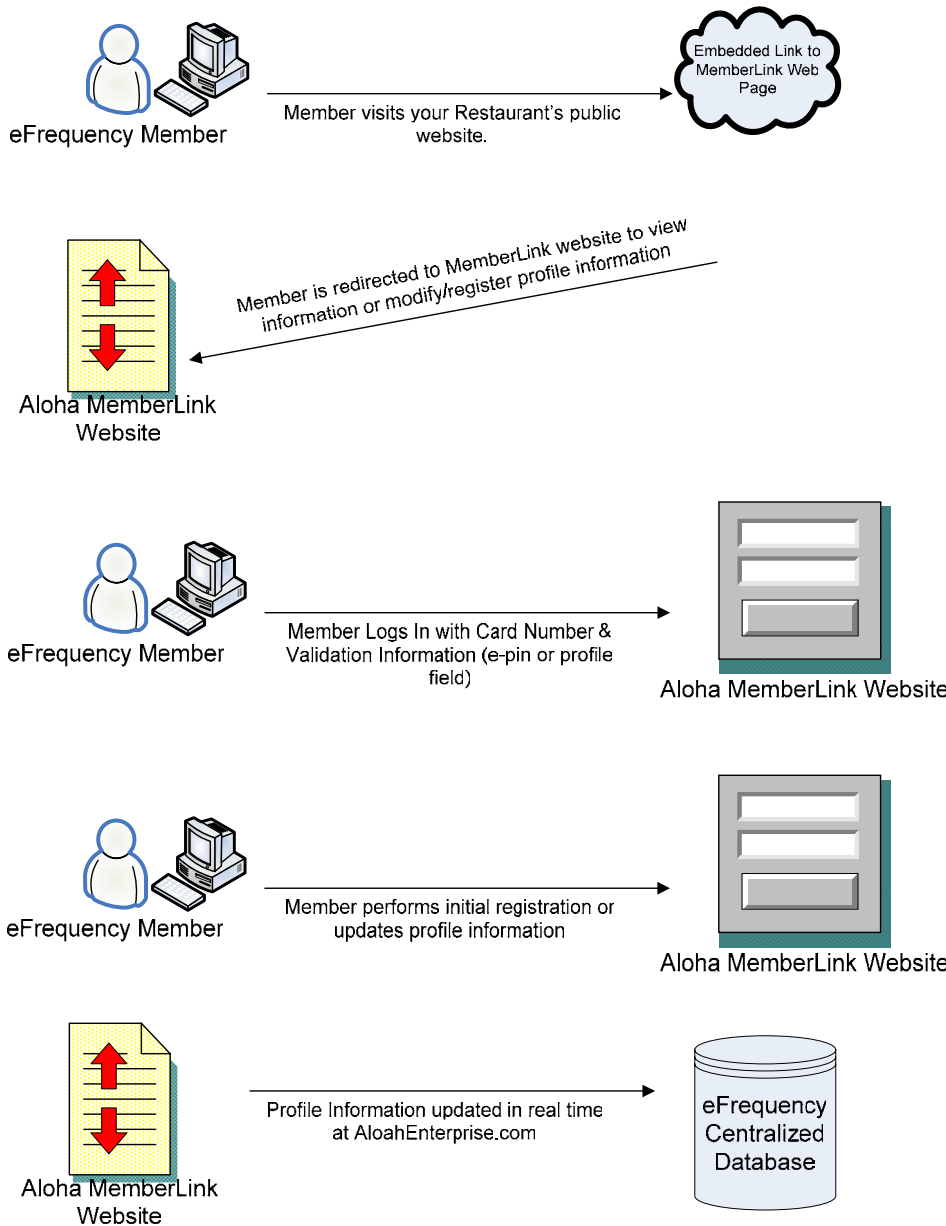 Embedded Link to
MemberLink Web
Page
eFrequency Member
Member visits your Restaurant's public
website.
Member is redirected to MemberLink website to view
information or modify/register profile information
Aloha MemberLink
Website
eFrequency Member
Member Logs In with Card Number &
Validation Information (e-pin or profile
field)
Aloha MemberLink Website
eFrequency Member
Member performs initial registration or
updates profile information
Aloha MemberLink Website
Profile Information updated in real time
at AloahEnterprise.com
eFrequency
Centralized
Database
Aloha MemberLink
Website